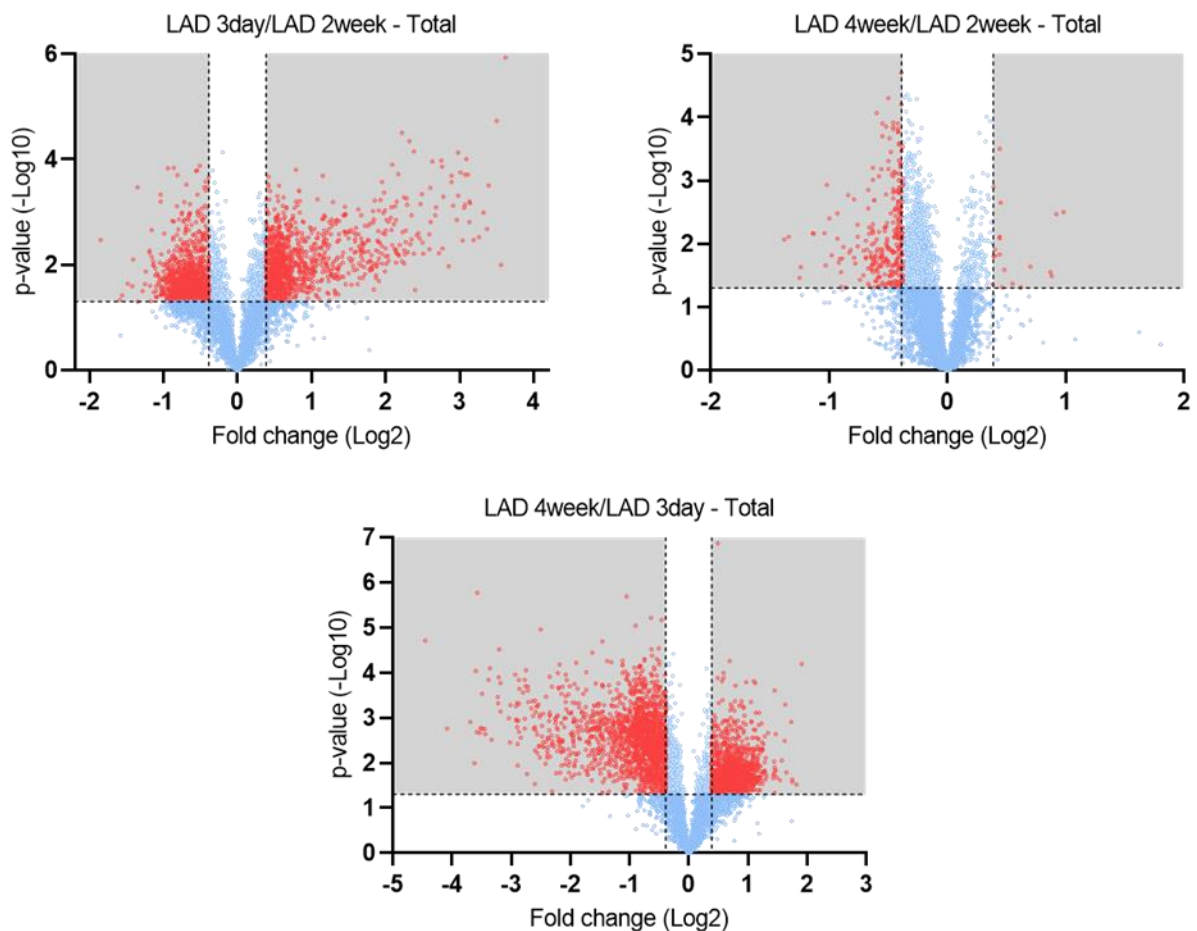 LAD 3day/LAD 2week - Total
6
4
2
0
p-value (-Log10)
-2 -1 0 1 2 3 4
Fold change (Log2)
LAD 4week/LAD 2week - Total
5
4
3
2
1
0
p-value (-Log10)
-2 -1 0 1 2
Fold change (Log2)
LAD 4week/LAD 3day - Total
7
6
5
4
3
2
1
0
p-value (-Log10)
-5 -4 -3 -2 -1 0 1 2 3
Fold change (Log2)